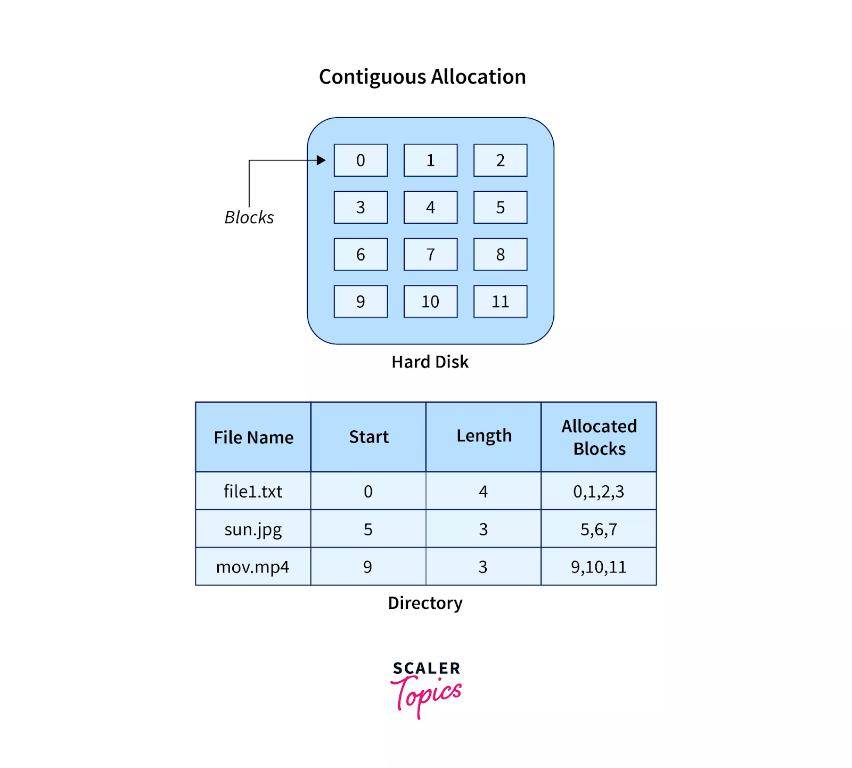 Contiguous Allocation
0 1 2
3 4 5
Blocks
6 7 8
9 10 11
Hard Disk
File Name Start Length Allocated Blocks
file1.txt 0 4 0,1,2,3
sun.jpg 5 3 5,6,7
mov.mp4 9 3 9,10,11
Directory
SCALER
Topics